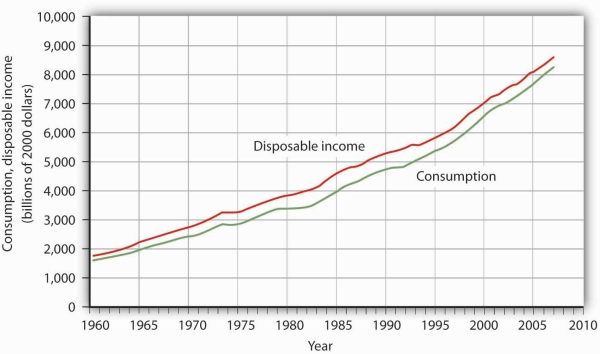 Consumption, disposable income
(billions of 2000 dollars)
10,000
9,000
8,000
7,000
6,000
5,000
4,000
3,000
2,000
1,000
0
Disposable income
Consumption
1960 1965 1970 1975 1980 1985 1990 1995 2000 2005 2010
Year